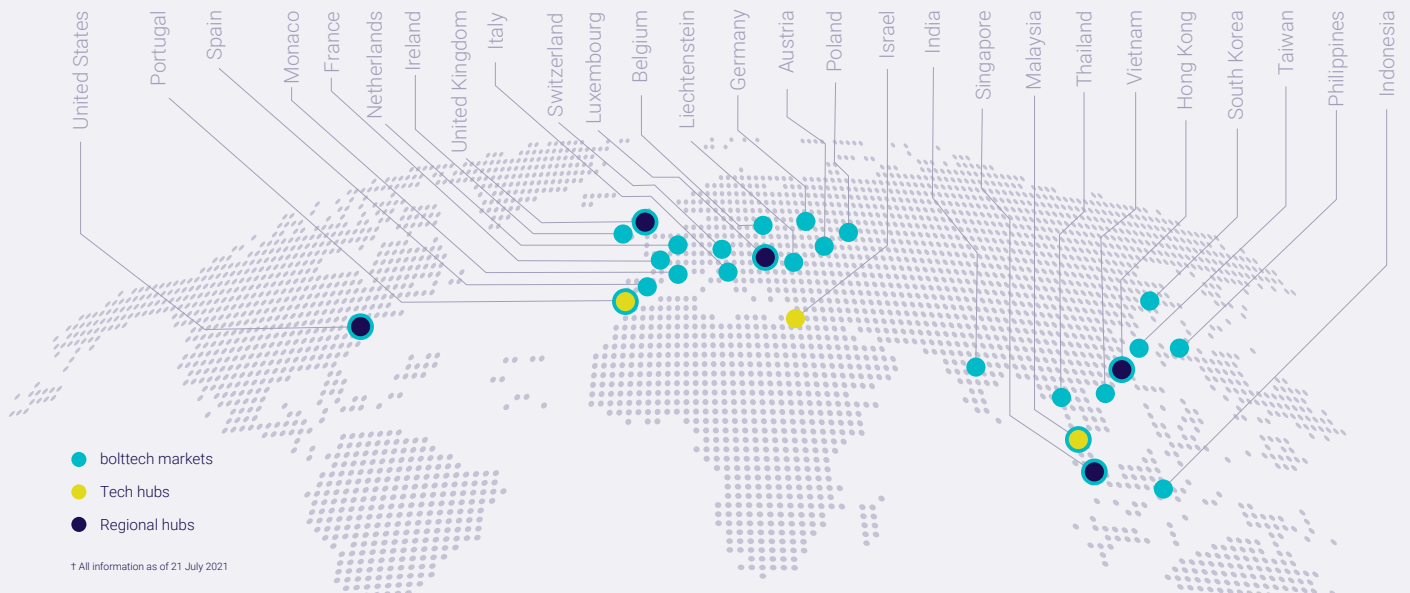 United States
Portugal
Spain
Monaco
France
Netherlands
Ireland
United Kingdom
Italy
Switzerland
Luxembourg
Belgium
Liechtenstein
Germany
Austria
Poland
Israel
India
Singapore
Malaysia
Thailand
Vietnam
Hong Kong
South Korea
Taiwan
Philippines
Indonesia
bolttech markets
Tech hubs
Regional hubs
† All information as of 21 July 2021